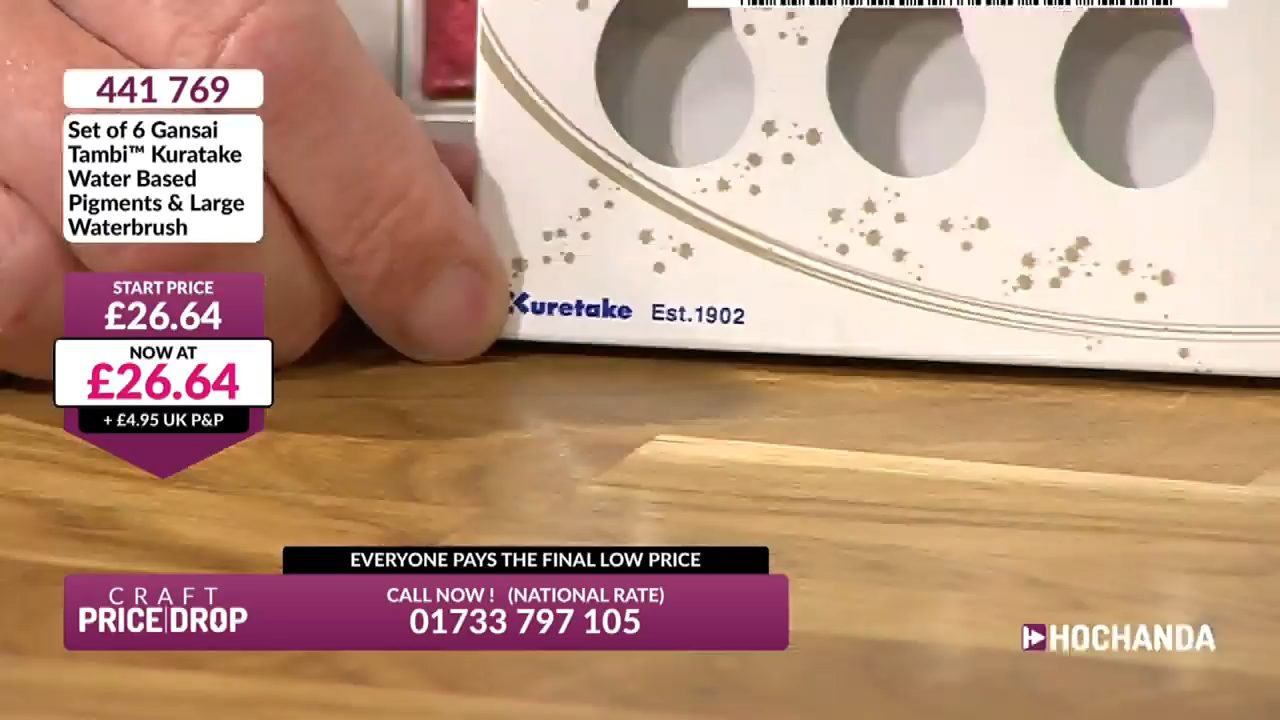 441 769
Set of 6 Gansai
Tambi™ Kuratake
Water Based
Pigments & Large
Waterbrush
START PRICE
£26.64
NOW AT
£26.64
+ £4.95 UK P&P
Kuretake Est.1902
EVERYONE PAYS THE FINAL LOW PRICE
CRAFT
PRICE DROP
CALL NOW ! (NATIONAL RATE)
01733 797 105
HOCHANDA